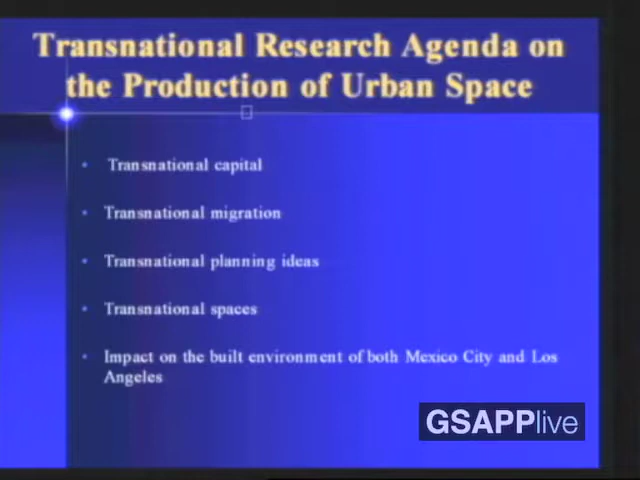 Transnational Research Agenda on
the Production of Urban Space
• Transnational capital
• Transnational migration
• Transnational planning ideas
• Transnational spaces
• Impact on the built environment of both Mexico City and Los
Angeles
GSAPPlive